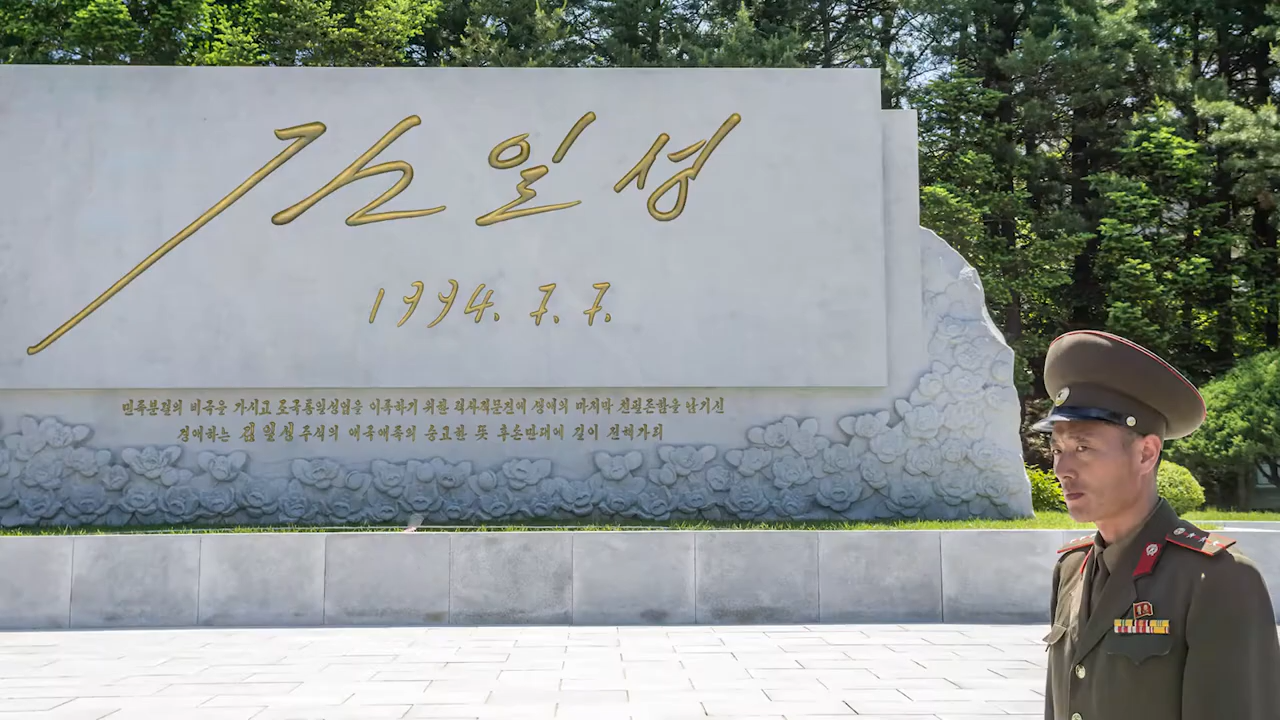 김일성
1994. 7. 7.
민족분렬의 비극을 가시고 조국통일성업을 이룩하기 위한 력사적문건에 생애의 마지막 친필존함을 남기신
경애하는 김일성주석의 애국애족의 숭고한 뜻 후손만대에 길이 전해가리